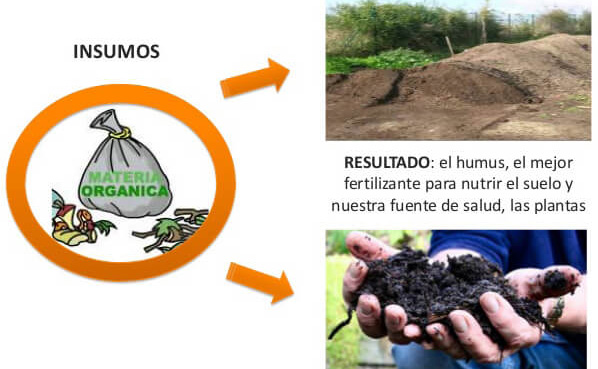 INSUMOS
MATERIA
ORGANICA
RESULTADO: el humus, el mejor
fertilizante para nutrir el suelo y
nuestra fuente de salud, las plantas